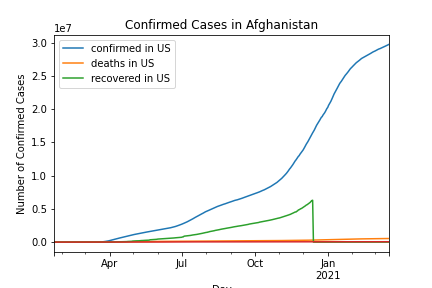 Confirmed Cases in Afghanistan
1e7
confirmed in US
deaths in US
recovered in US
Number of Confirmed Cases
3.0
2.5
2.0
1.5
1.0
0.5
0.0
Apr
Jul
Oct
Jan
2021